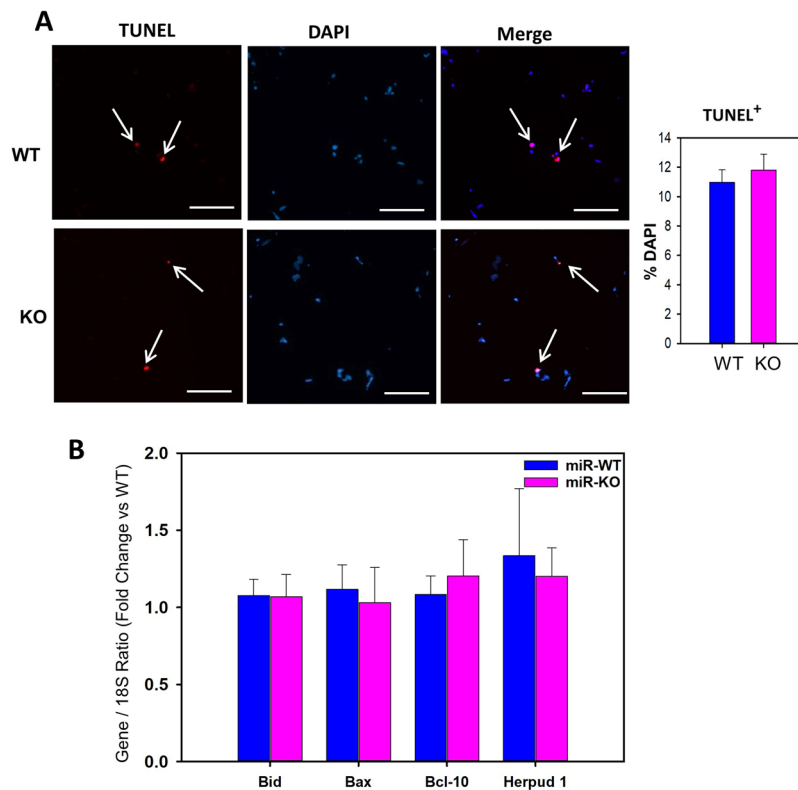 A
TUNEL
DAPI
Merge
WT
KO
TUNEL+
14
12
10
8
6
4
2
0
% DAPI
WT
KO
B
2.0
1.5
1.0
0.5
0.0
Gene / 18S Ratio (Fold Change vs WT)
miR-WT
miR-KO
Bid
Bax
Bcl-10
Herpud 1